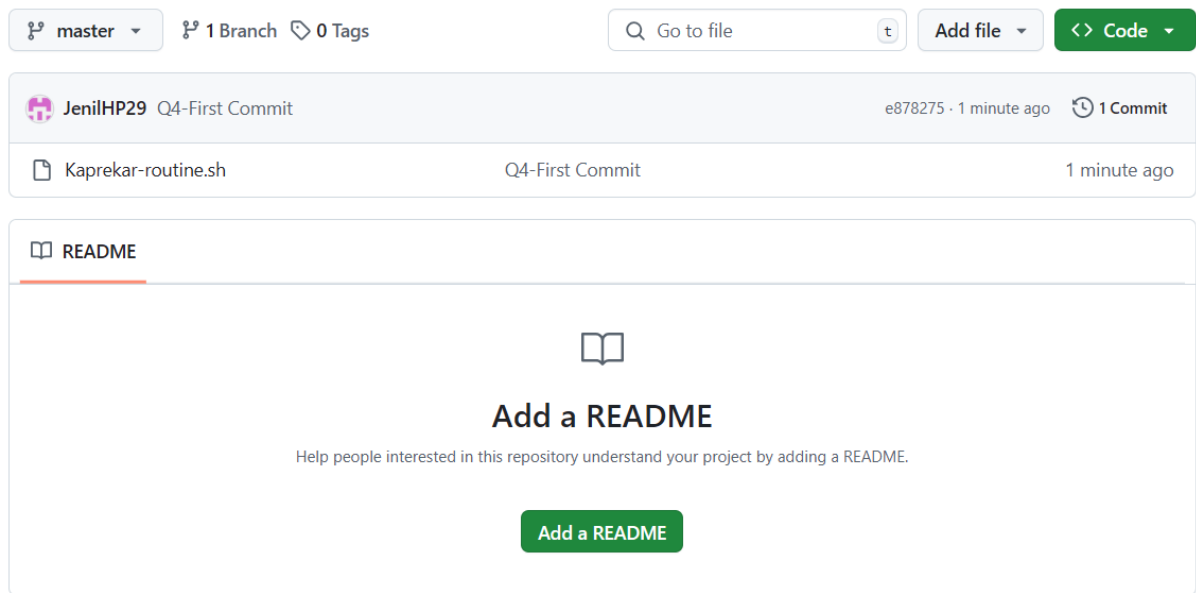 master 1 Branch 0 Tags Go to file t Add file Code
JenilHP29 Q4-First Commit e878275 · 1 minute ago 1 Commit
Kaprekar-routine.sh Q4-First Commit 1 minute ago
README
Add a README
Help people interested in this repository understand your project by adding a README.
Add a README